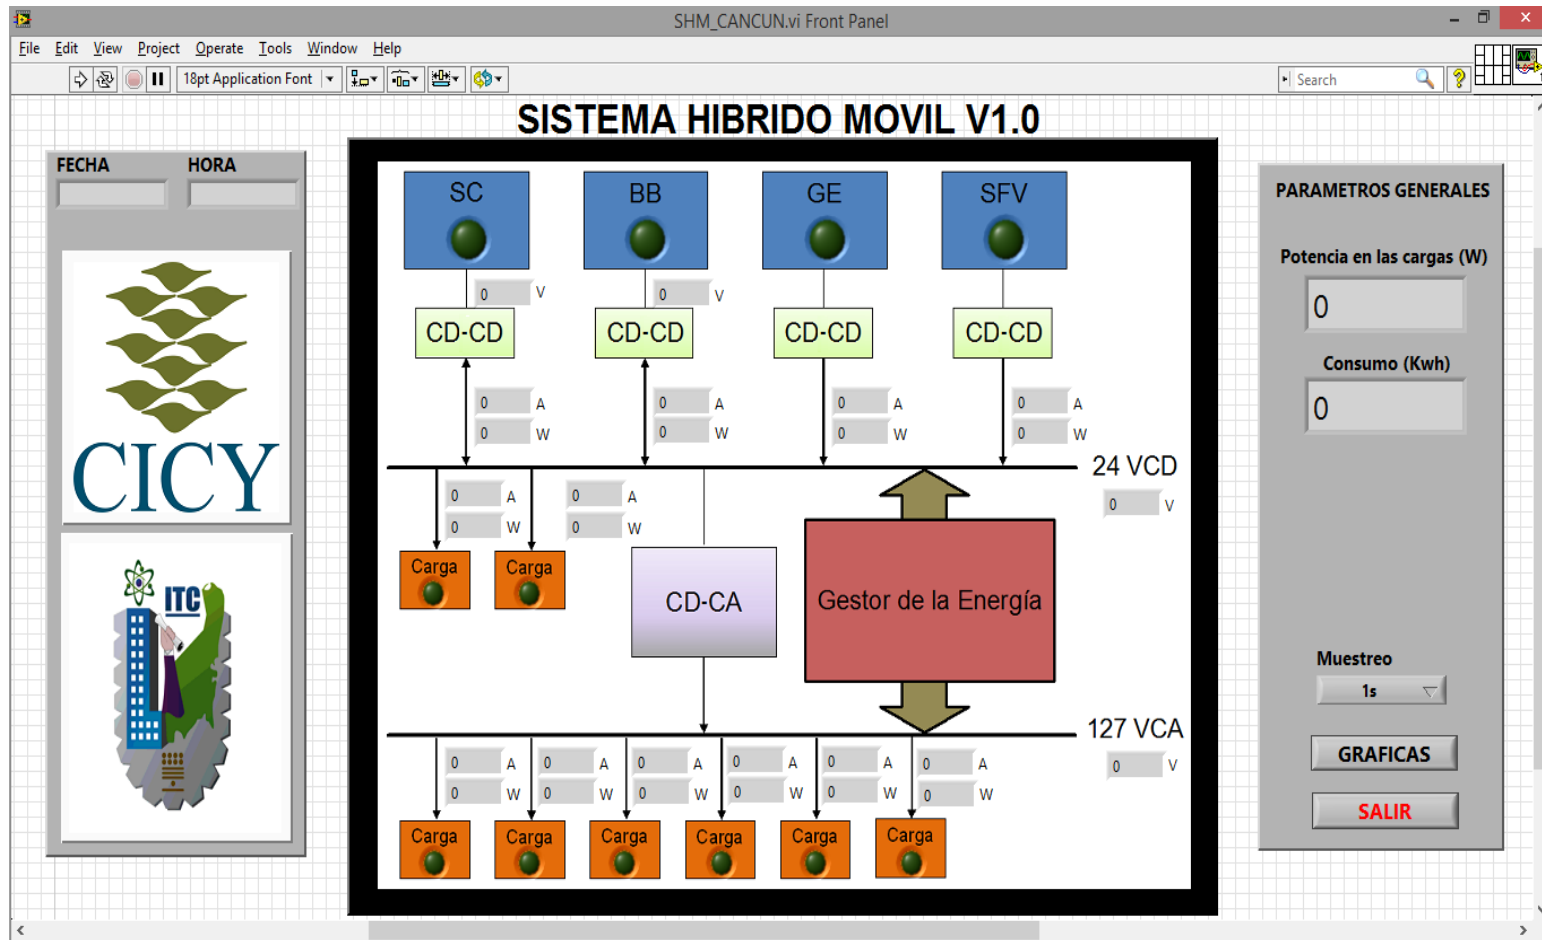 SHM_CANCUN.vi Front Panel
File Edit View Project Operate Tools Window Help
18pt Application Font
Search
SISTEMA HIBRIDO MOVIL V1.0
FECHA HORA
CICY
ITC
SC BB GE SFV
0 V 0 V
CD-CD CD-CD CD-CD CD-CD
0 A 0 A 0 A 0 A
0 W 0 W 0 W 0 W
24 VCD
0 V
0 A 0 A
0 W 0 W
Carga Carga
CD-CA
Gestor de la Energía
127 VCA
0 V
0 A 0 A 0 A 0 A 0 A 0 A
0 W 0 W 0 W 0 W 0 W 0 W
Carga Carga Carga Carga Carga Carga
PARAMETROS GENERALES
Potencia en las cargas (W)
0
Consumo (Kwh)
0
Muestreo
1s
GRAFICAS
SALIR